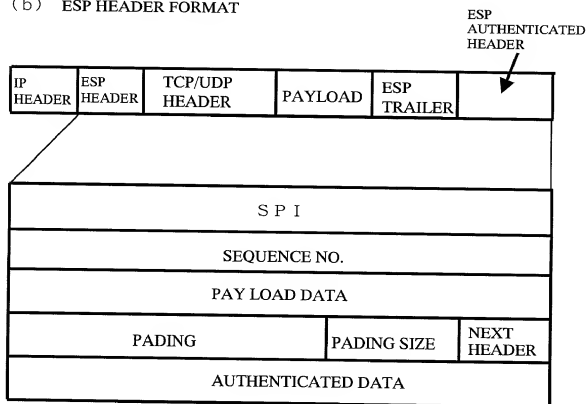 (b) ESP HEADER FORMAT
ESP
AUTHENTICATED
HEADER
IP
HEADER
ESP
HEADER
TCP/UDP
HEADER
PAYLOAD
ESP
TRAILER
SPI
SEQUENCE NO.
PAY LOAD DATA
PADING
PADING SIZE
NEXT
HEADER
AUTHENTICATED DATA